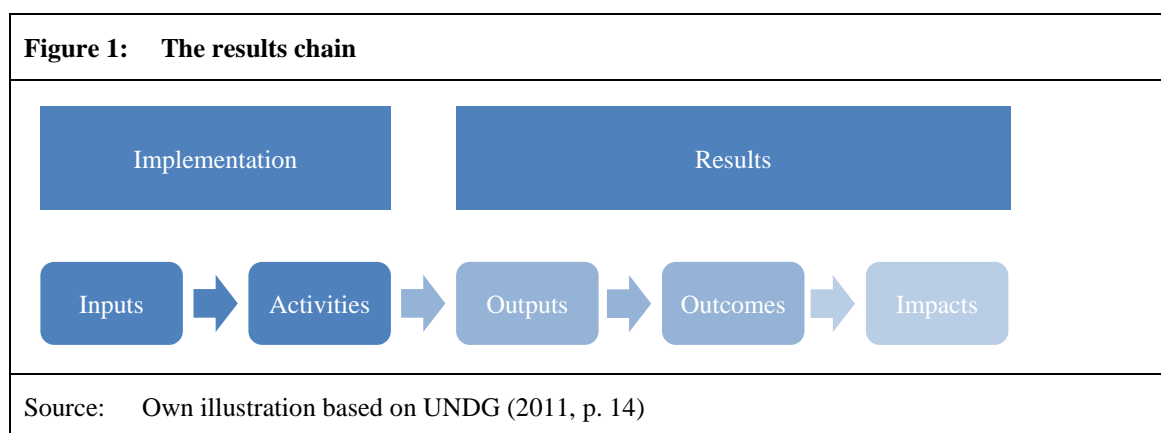 Figure 1: The results chain
Implementation
Results
Inputs
Activities
Outputs
Outcomes
Impacts
Source: Own illustration based on UNDG (2011, p. 14)